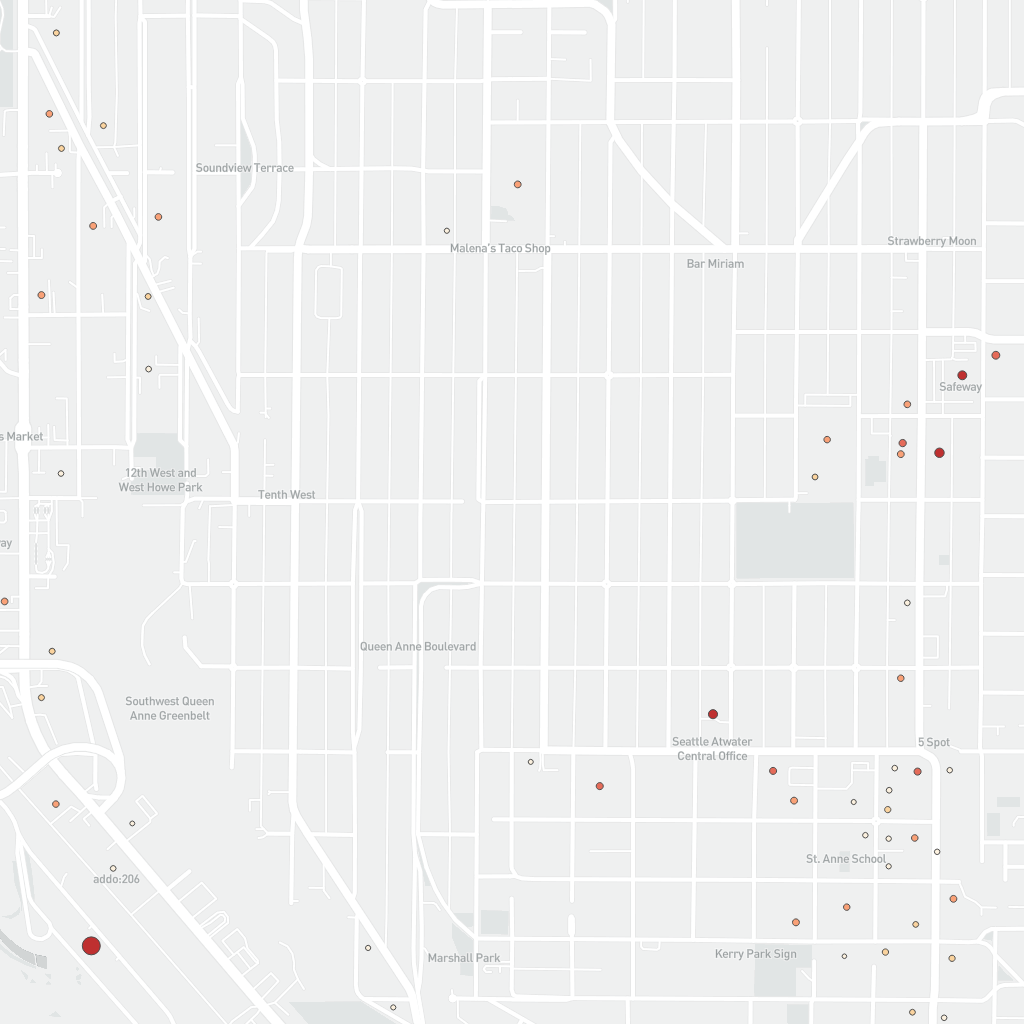 Soundview Terrace
Malena's Taco Shop
Strawberry Moon
Bar Miriam
Safeway
s Market
12th West and
West Howe Park
Tenth West
ay
Queen Anne Boulevard
Southwest Queen
Anne Greenbelt
Seattle Atwater
Central Office
5 Spot
St. Anne School
addo:206
Marshall Park
Kerry Park Sign